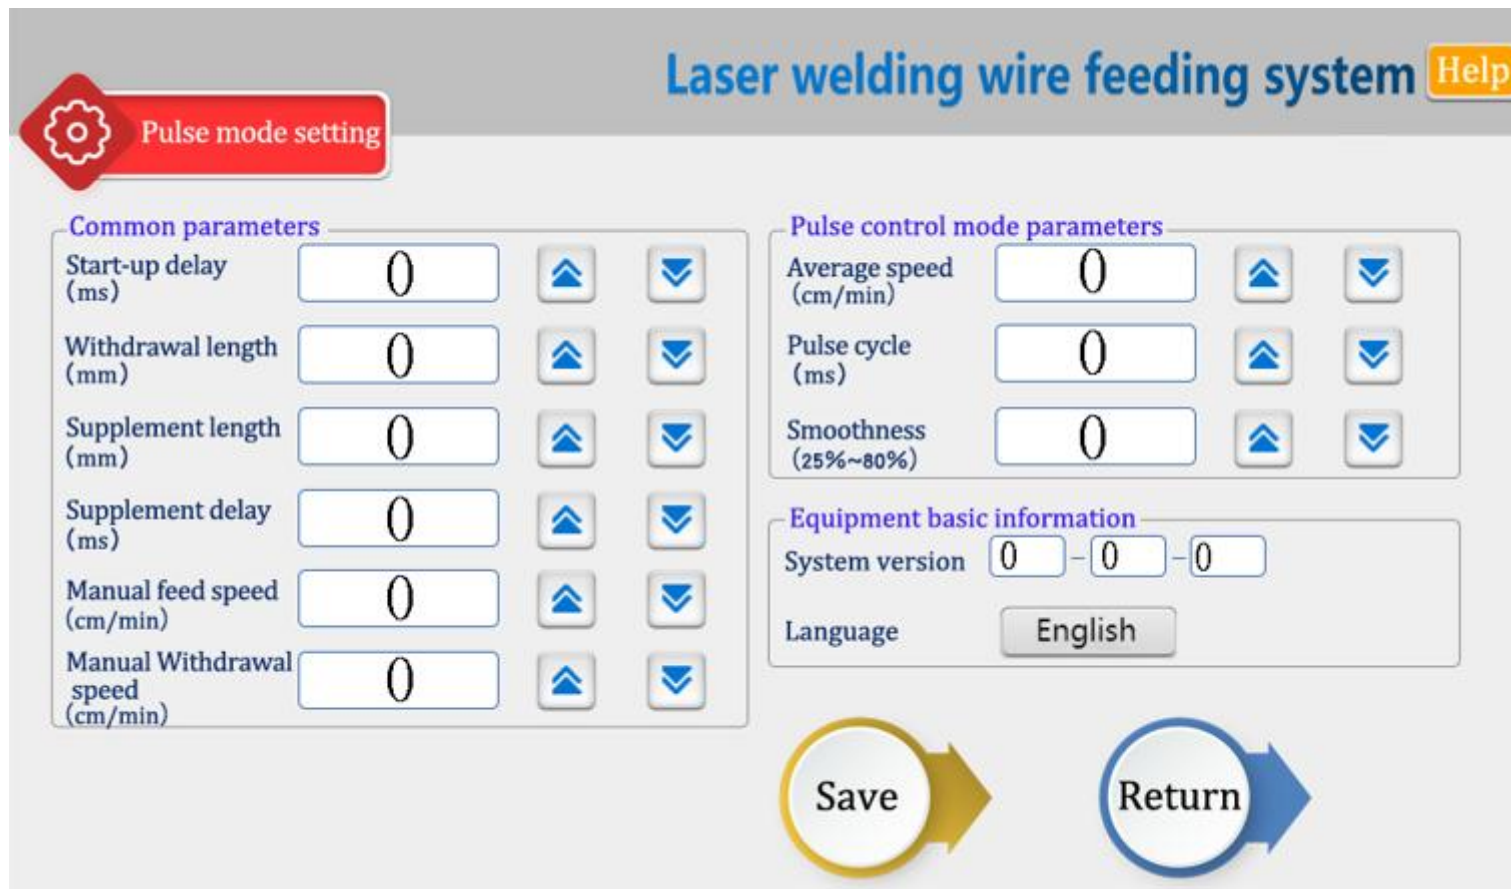 Laser welding wire feeding system Help
Pulse mode setting
Common parameters
Start-up delay
(ms)
0
Withdrawal length
(mm)
0
Supplement length
(mm)
0
Supplement delay
(ms)
0
Manual feed speed
(cm/min)
0
Manual Withdrawal
speed
(cm/min)
0
Pulse control mode parameters
Average speed
(cm/min)
0
Pulse cycle
(ms)
0
Smoothness
(25%~80%)
0
Equipment basic information
System version 0-0-0
Language English
Save
Return